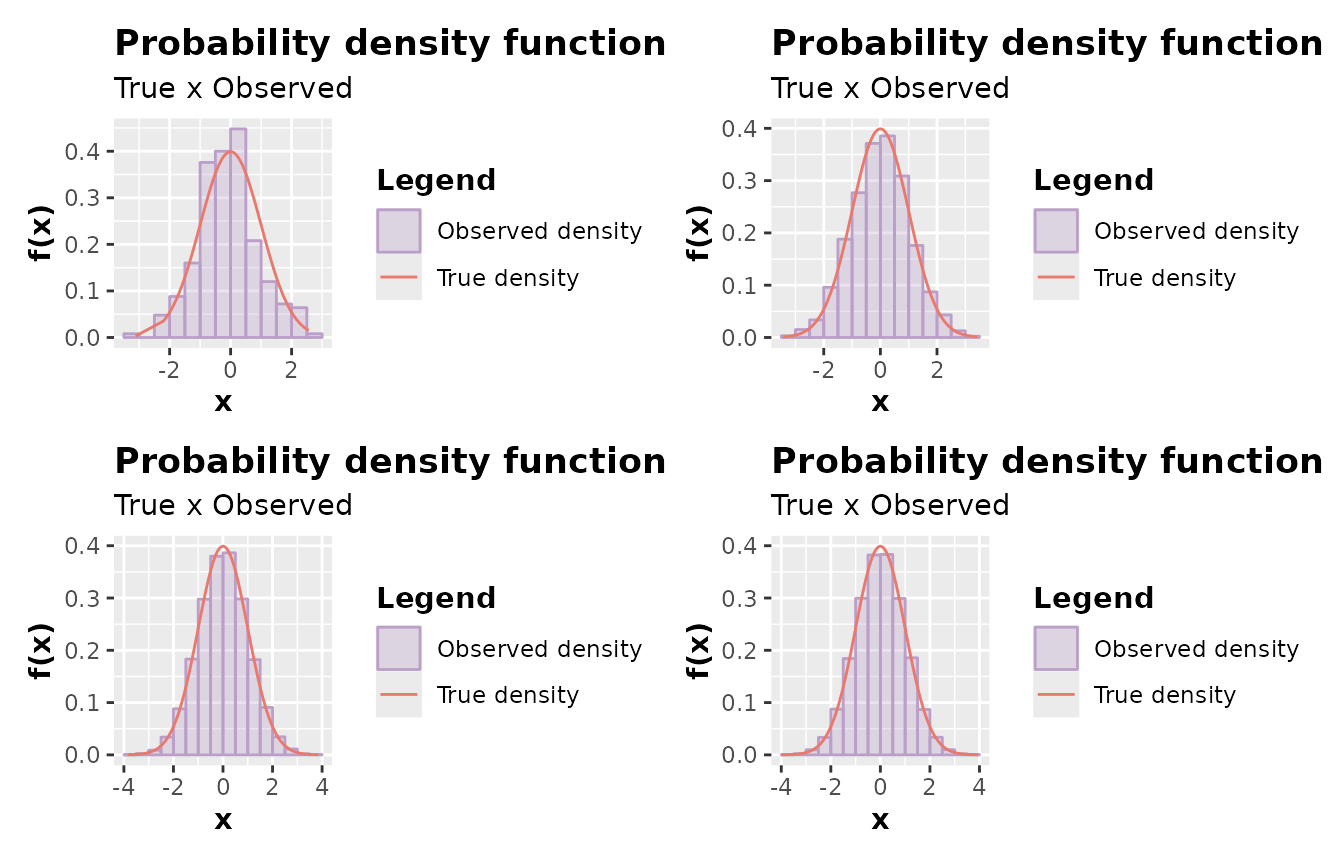 Probability density function
True x Observed
0.4
0.3
0.2
0.1
0.0
f(x)
-2 0 2
x
Legend
Observed density
True density
Probability density function
True x Observed
0.4
0.3
0.2
0.1
0.0
f(x)
-2 0 2
x
Legend
Observed density
True density
Probability density function
True x Observed
0.4
0.3
0.2
0.1
0.0
f(x)
-4 -2 0 2 4
x
Legend
Observed density
True density
Probability density function
True x Observed
0.4
0.3
0.2
0.1
0.0
f(x)
-4 -2 0 2 4
x
Legend
Observed density
True density